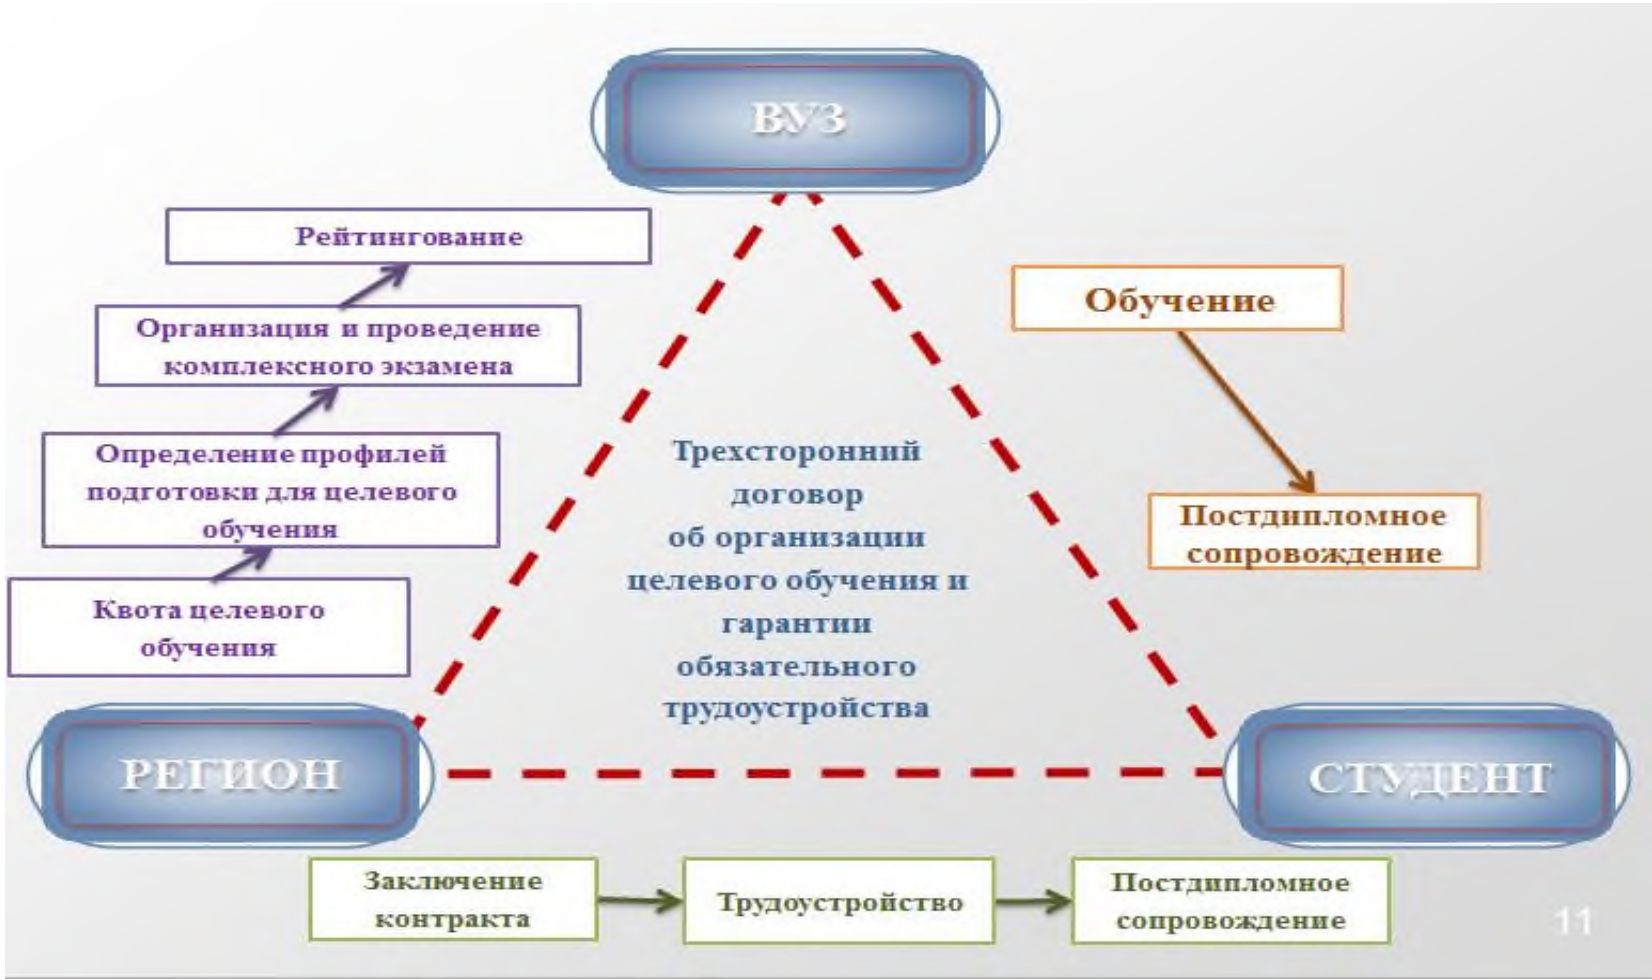 ВУЗ
Рейтингование
Организация и проведение
комплексного экзамена
Определение профилей
подготовки для целевого
обучения
Квота целевого
обучения
Обучение
Постдипломное
сопровождение
Трехсторонний
договор
об организации
целевого обучения и
гарантии
обязательного
трудоустройства
РЕГИОН
СТУДЕНТ
Заключение
контракта
Трудоустройство
Постдипломное
сопровождение
11